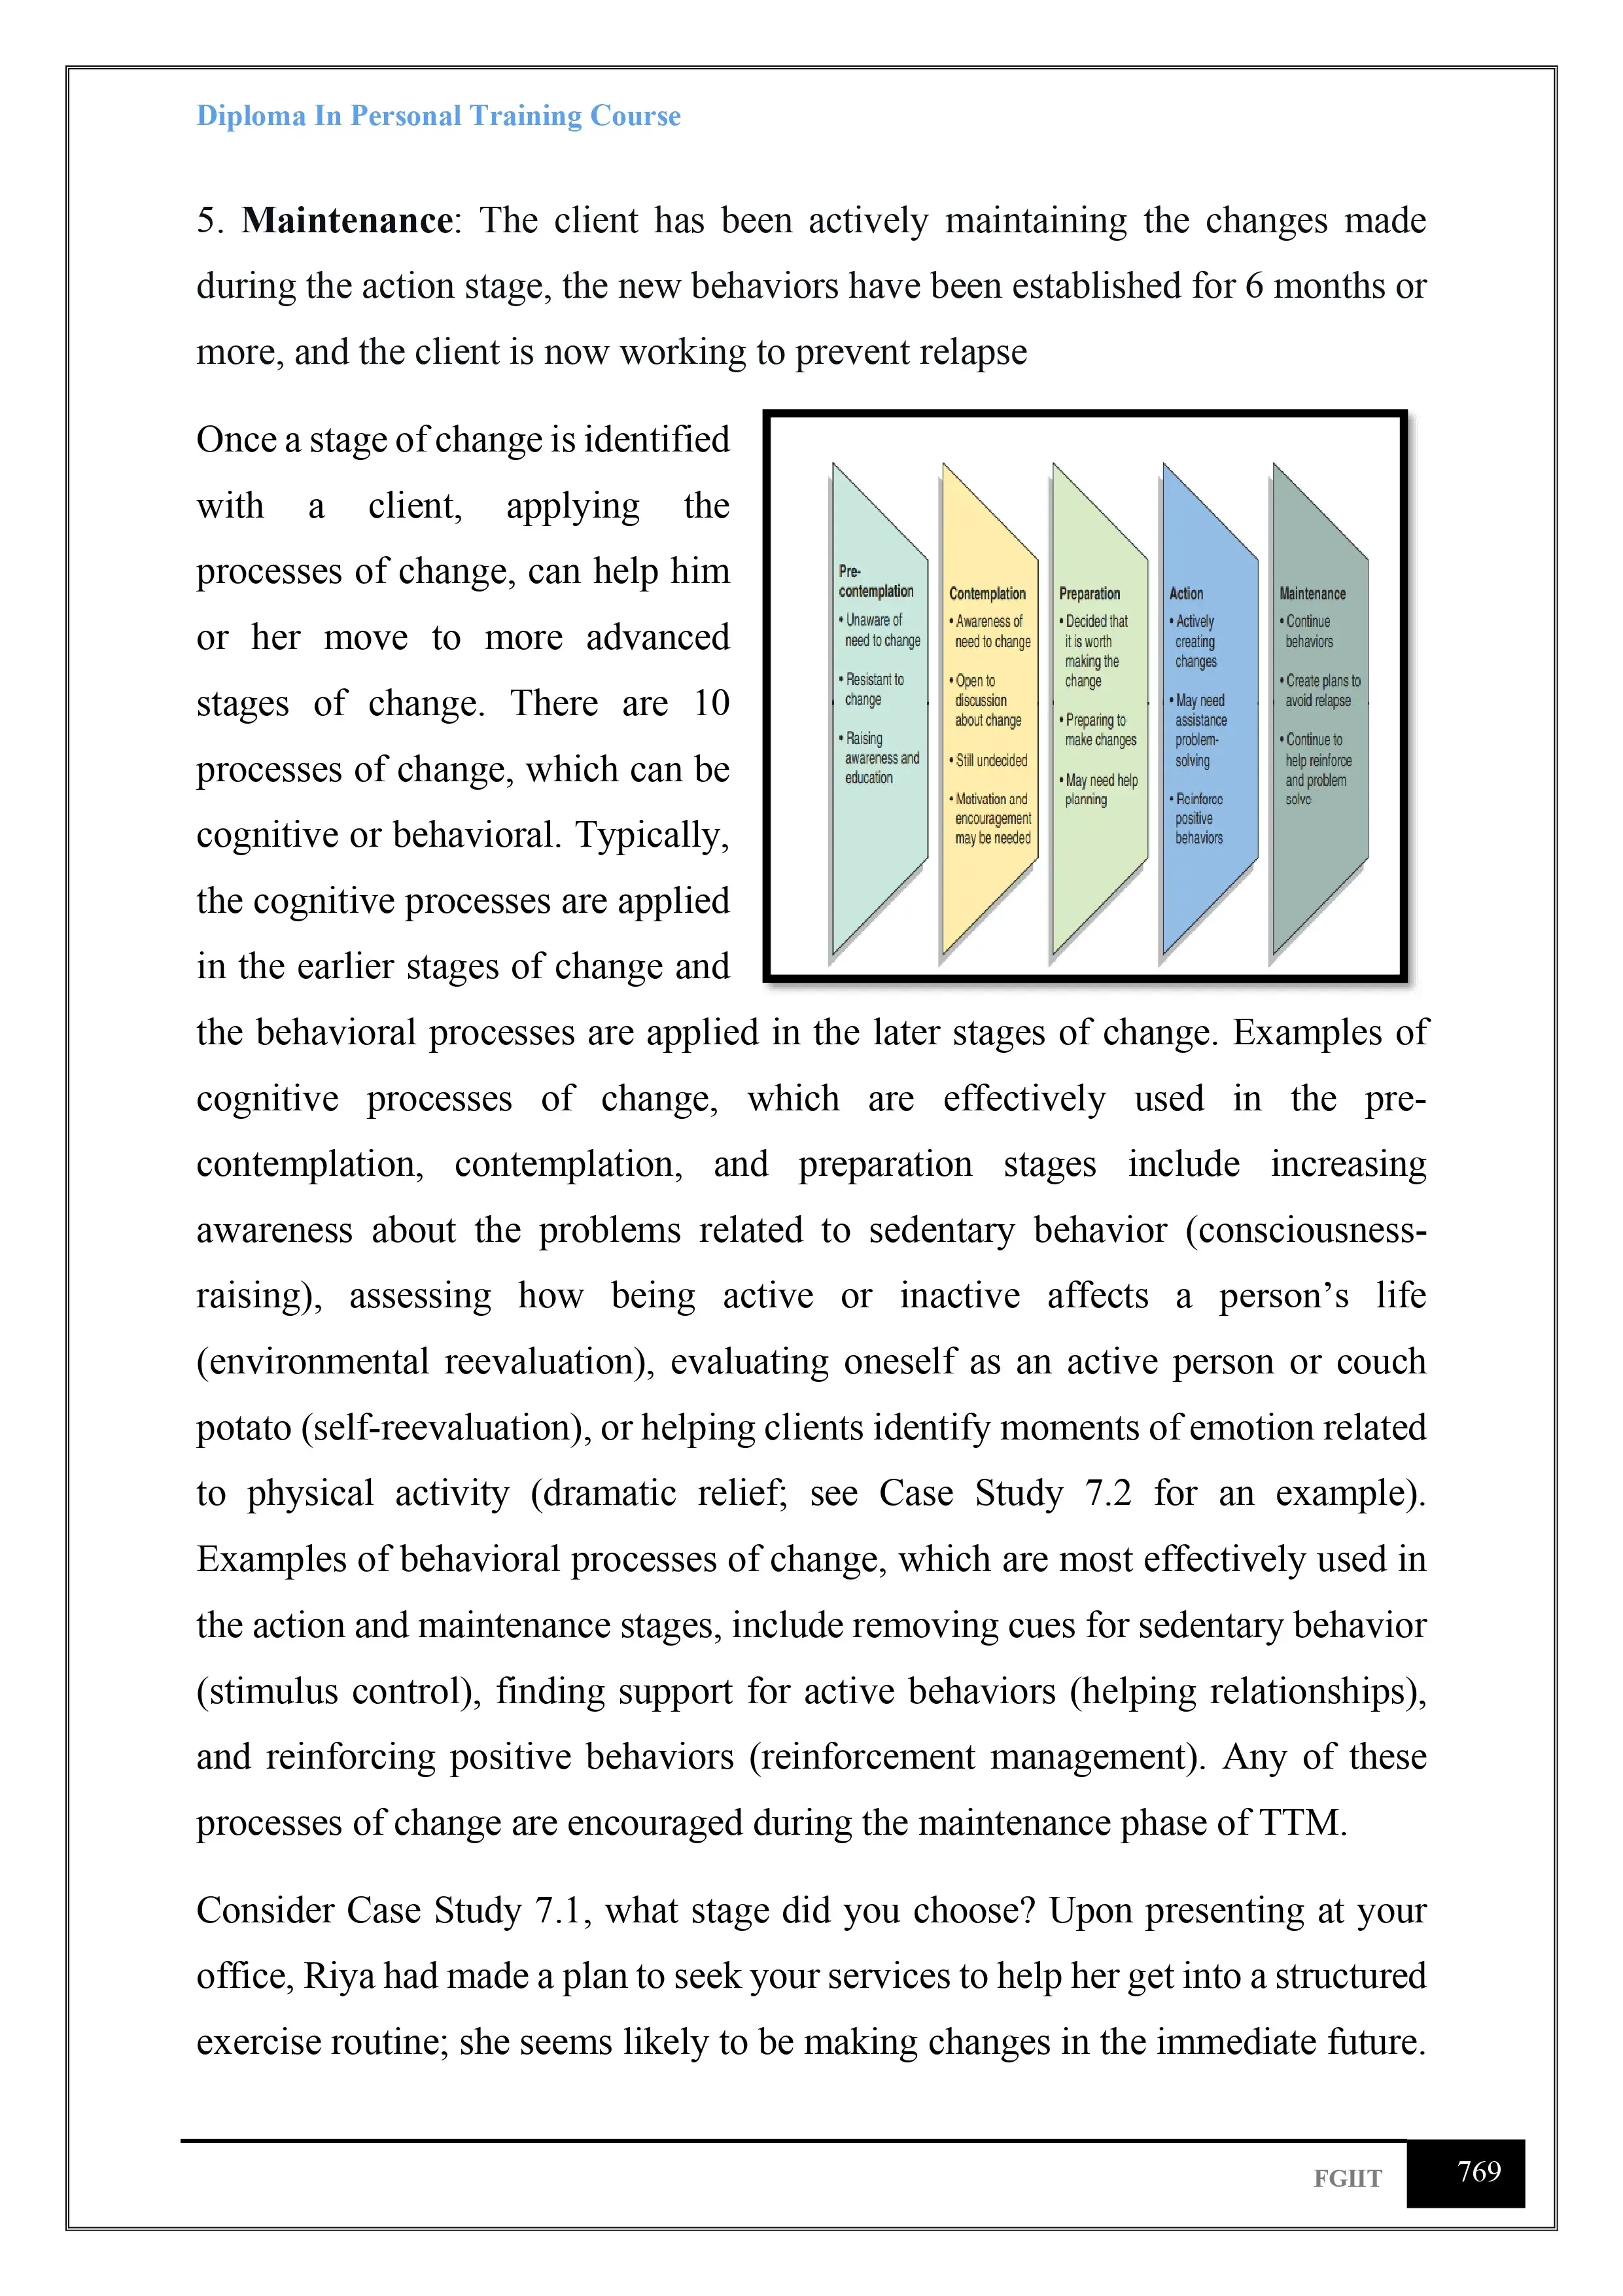 Diploma In Personal Training Course
5. Maintenance: The client has been actively maintaining the changes made
during the action stage, the new behaviors have been established for 6 months or
more, and the client is now working to prevent relapse
Once a stage of change is identified
with a client, applying the
processes of change, can help him
or her move to more advanced
stages of change. There are 10
processes of change, which can be
cognitive or behavioral. Typically,
the cognitive processes are applied
in the earlier stages of change and
Pre-
contemplation
• Unaware of
need to change
• Resistant to
change
• Raising
awareness and
education
Contemplation
• Awareness of
need to change
• Open to
discussion
about change
• Still undecided
• Motivation and
encouragement
may be needed
Preparation
• Decided that
it is worth
making the
change
• Preparing to
make changes
• May need help
planning
Action
• Actively
creating
changes
• May need
assistance
problem-
solving
• Reinforce
positive
behaviors
Maintenance
• Continue
behaviors
• Create plans to
avoid relapse
• Continue to
help reinforce
and problem
solve
the behavioral processes are applied in the later stages of change. Examples of
cognitive processes of change, which are effectively used in the pre-
contemplation, contemplation, and preparation stages include increasing
awareness about the problems related to sedentary behavior (consciousness-
raising), assessing how being active or inactive affects a person’s life
(environmental reevaluation), evaluating oneself as an active person or couch
potato (self-reevaluation), or helping clients identify moments of emotion related
to physical activity (dramatic relief; see Case Study 7.2 for an example).
Examples of behavioral processes of change, which are most effectively used in
the action and maintenance stages, include removing cues for sedentary behavior
(stimulus control), finding support for active behaviors (helping relationships),
and reinforcing positive behaviors (reinforcement management). Any of these
processes of change are encouraged during the maintenance phase of TTM.
Consider Case Study 7.1, what stage did you choose? Upon presenting at your
office, Riya had made a plan to seek your services to help her get into a structured
exercise routine; she seems likely to be making changes in the immediate future.
FGIIT 769